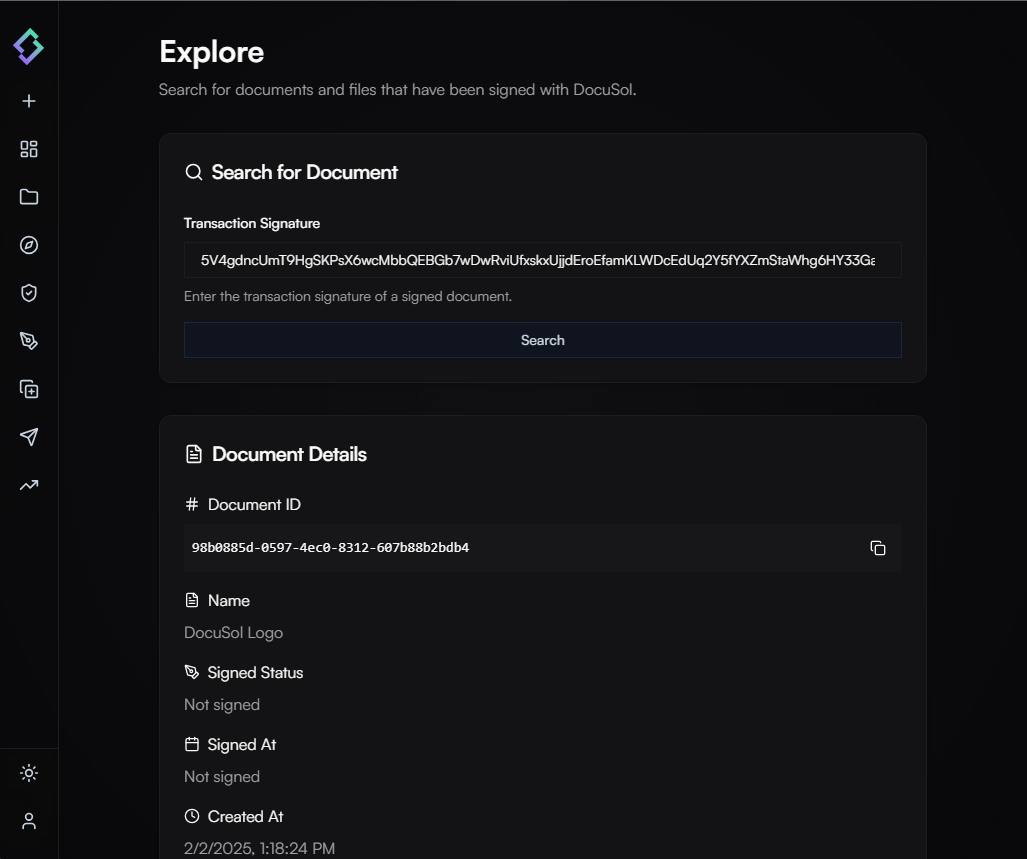 Explore
Search for documents and files that have been signed with DocuSol.
Search for Document
Transaction Signature
5V4gdncUmT9HgSKPsX6wcMbbQEBGb7wDwRviUfxskxUjjdEroEfamKLWDcEdUq2Y5fYXZmStaWhg6HY33Ga
Enter the transaction signature of a signed document.
Search
Document Details
# Document ID
98b0885d-0597-4ec0-8312-607b88b2bdb4
Name
DocuSol Logo
Signed Status
Not signed
Signed At
Not signed
Created At
2/2/2025, 1:18:24 PM